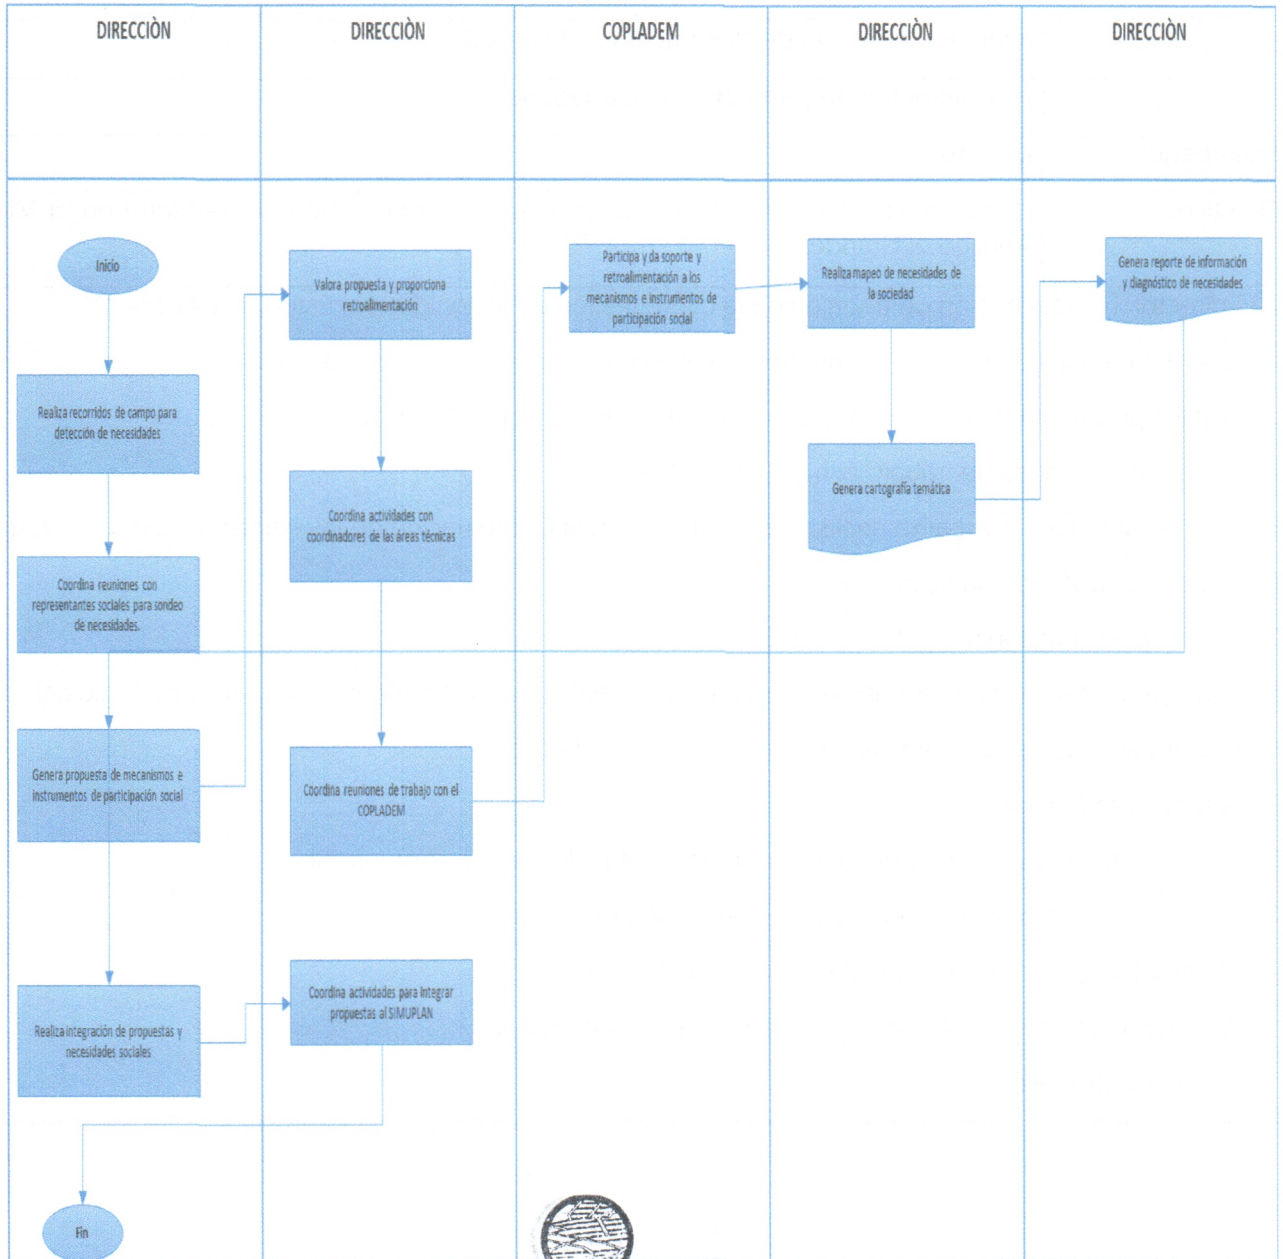 DIRECCIÒN
DIRECCIÒN
COPLADEM
DIRECCIÒN
DIRECCIÒN
Inicio
Realiza recorridos de campo para
detección de necesidades
Coordina reuniones con
representantes sociales para sondeo
de necesidades.
Genera propuesta de mecanismos e
instrumentos de participación social
Realiza integración de propuestas y
necesidades sociales
Fin
Valora propuesta y proporciona
retroalimentación
Coordina actividades con
coordinadores de las áreas técnicas
Coordina reuniones de trabajo con el
COPLADEM
Coordina actividades para Integrar
propuestas al SIMUPLAN
Participa y da soporte y
retroalimentación a los
mecanismos e instrumentos de
participación social
Realiza mapeo de necesidades de
la sociedad
Genera cartografía temática
Genera reporte de información
y diagnóstico de necesidades